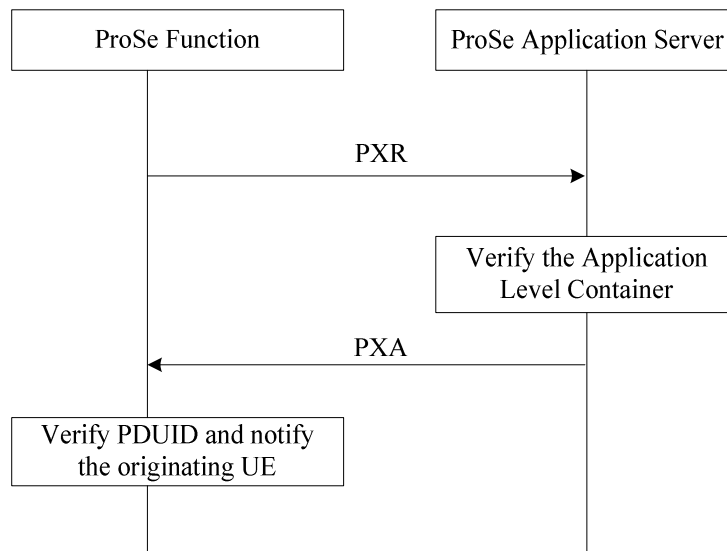 ProSe Function
ProSe Application Server
PXR
Verify the Application
Level Container
PXA
Verify PDUID and notify
the originating UE